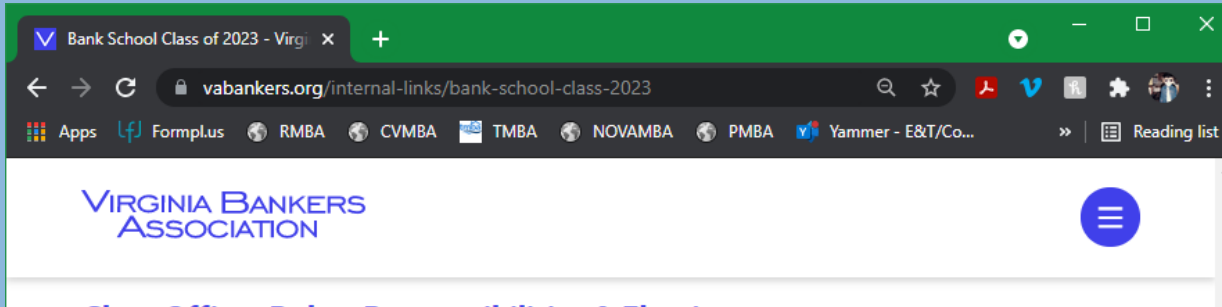 Bank School Class of 2023 - Virgi
vabankers.org/internal-links/bank-school-class-2023
Apps Formpl.us RMBA CVMBA TMBA NOVAMBA PMBA Yammer - E&T/Co... » Reading list
VIRGINIA BANKERS
ASSOCIATION